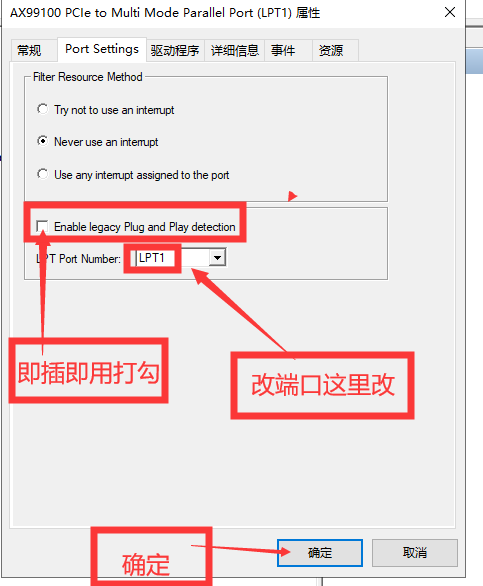 AX99100 PCIe to Multi Mode Parallel Port (LPT1) 属性
常规
Port Settings
驱动程序
详细信息
事件
资源
Filter Resource Method
Try not to use an interrupt
Never use an interrupt
Use any interrupt assigned to the port
Enable legacy Plug and Play detection
LPT Port Number:
LPT1
即插即用打勾
改端口这里改
确定
确定
取消